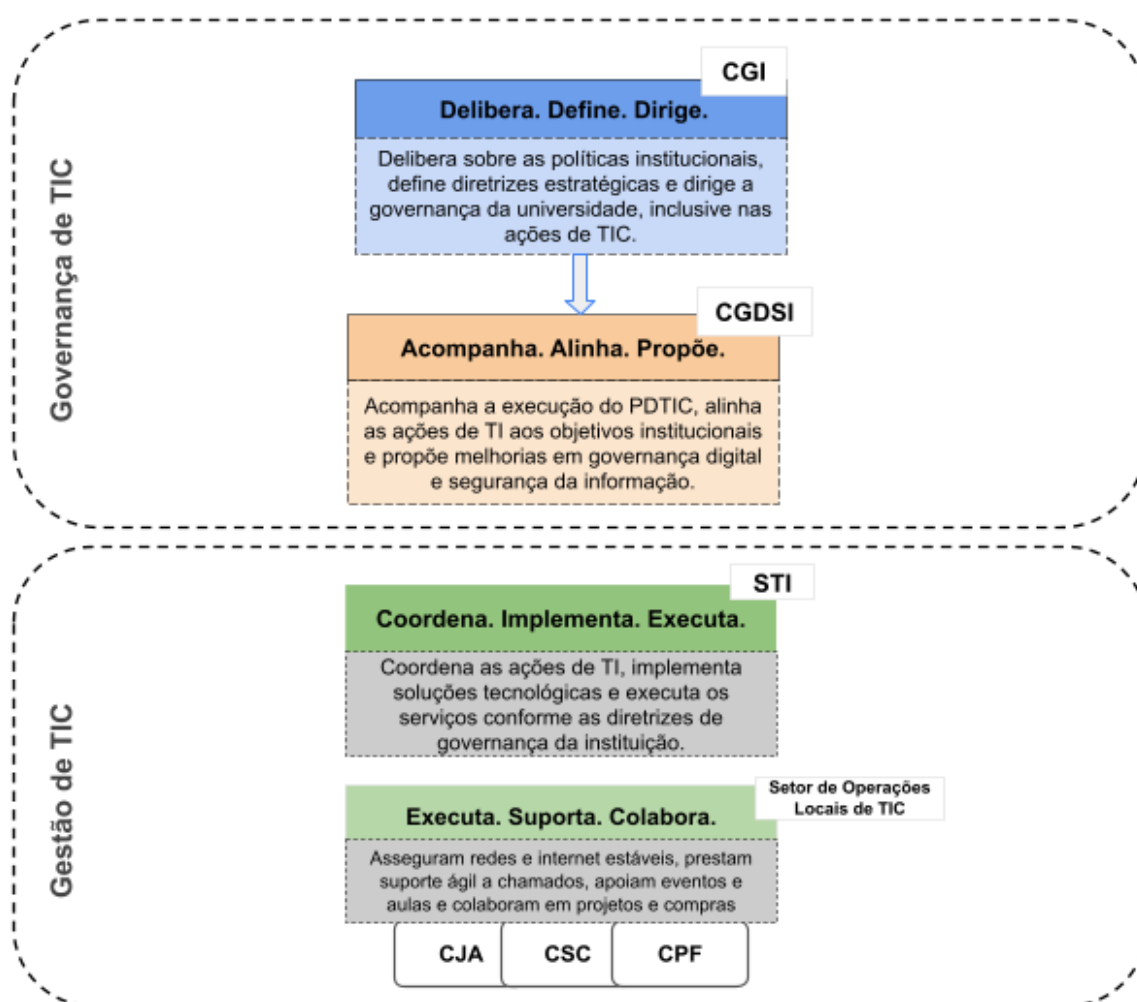 Governança de TIC
CGI
Delibera. Define. Dirige.
Delibera sobre as políticas institucionais,
define diretrizes estratégicas e dirige a
governança da universidade, inclusive nas
ações de TIC.
CGDSI
Acompanha. Alinha. Propõe.
Acompanha a execução do PDTIC, alinha
as ações de TI aos objetivos institucionais
e propõe melhorias em governança digital
e segurança da informação.
Gestão de TIC
STI
Coordena. Implementa. Executa.
Coordena as ações de TI, implementa
soluções tecnológicas e executa os
serviços conforme as diretrizes de
governança da instituição.
Setor de Operações
Locais de TIC
Executa. Suporta. Colabora.
Asseguram redes e internet estáveis, prestam
suporte ágil a chamados, apoiam eventos e
aulas e colaboram em projetos e compras
CJA
CSC
CPF